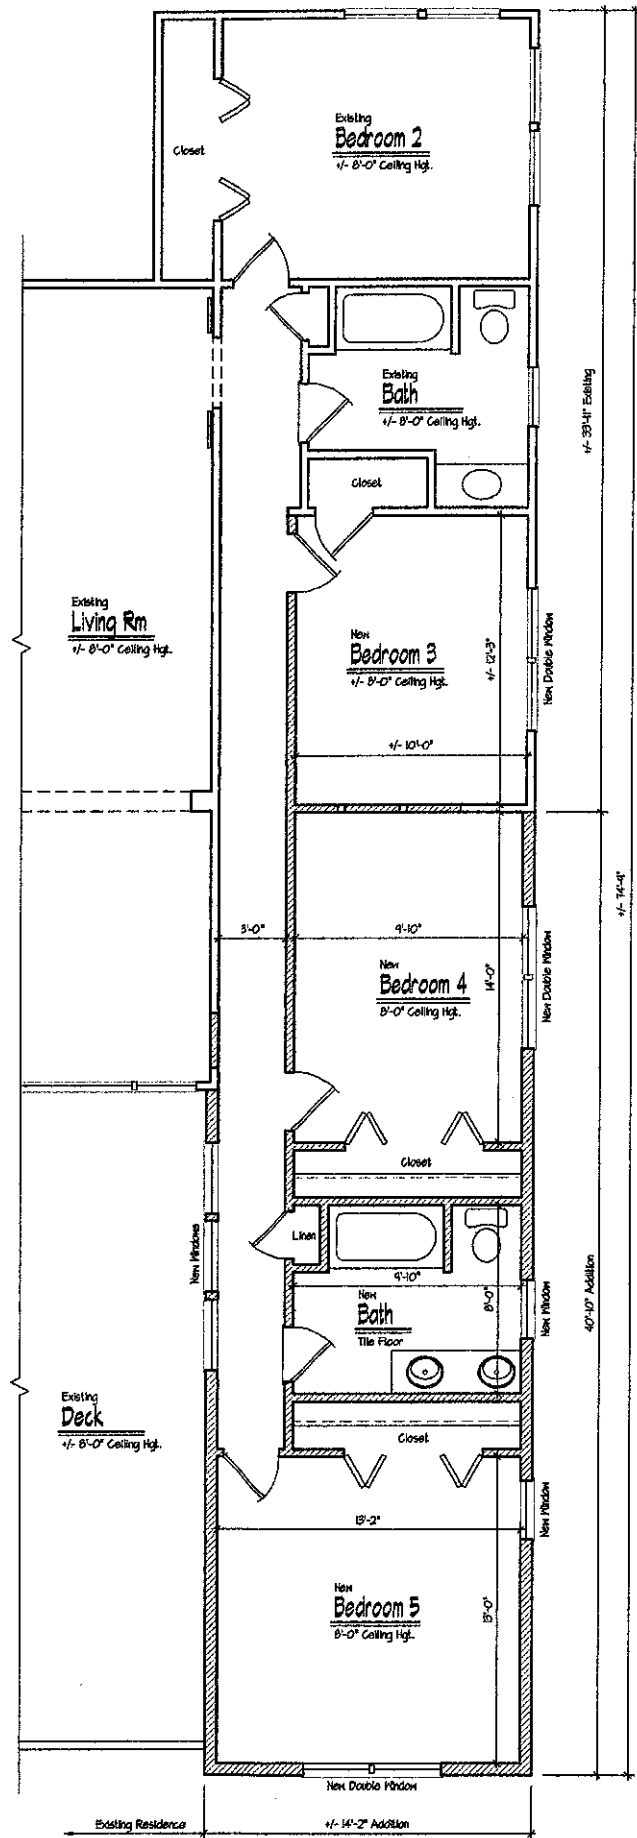 Existing
Bedroom 2
+/- 8'-0" Ceiling Hgt.
Closet
Existing
Bath
+/- 8'-0" Ceiling Hgt.
+/- 33'-11" Existing
Closet
Existing
Living Rm
+/- 8'-0" Ceiling Hgt.
New
Bedroom 3
+/- 8'-0" Ceiling Hgt.
+/- 12'-3"
New Double Window
+/- 10'-0"
+/- 74'-9"
3'-0"
9'-10"
New
Bedroom 4
8'-0" Ceiling Hgt.
14'-0"
New Double Window
Closet
Linen
New Windows
9'-10"
New
Bath
Tile Floor
8'-0"
New Window
40'-10" Addition
Existing
Deck
+/- 8'-0" Ceiling Hgt.
Closet
New Window
13'-2"
New
Bedroom 5
8'-0" Ceiling Hgt.
13'-0"
New Double Window
Existing Residence
+/- 14'-2" Addition